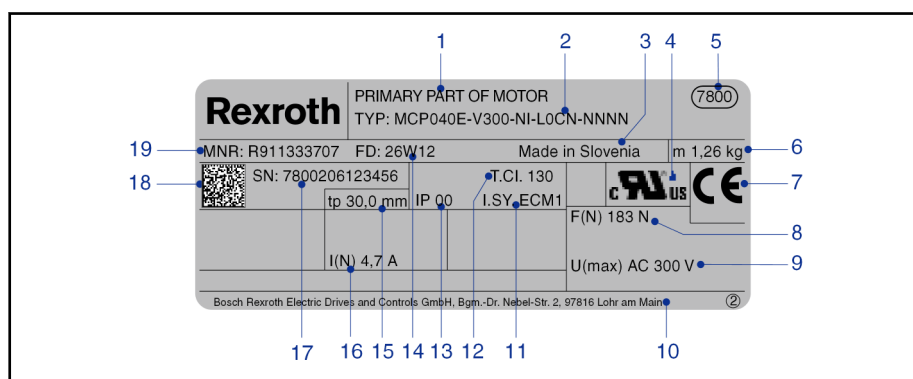 1 2 3 4 5
Rexroth
PRIMARY PART OF MOTOR
7800
TYP: MCP040E-V300-NI-L0CN-NNNN
19 MNR: R911333707 FD: 26W12 Made in Slovenia m 1,26 kg 6
18 SN: 7800206123456 T.CI. 130 c RU US CE 7
tp 30,0 mm IP 00 I.SY. ECM1
F(N) 183 N 8
I(N) 4,7 A U(max) AC 300 V 9
Bosch Rexroth Electric Drives and Controls GmbH, Bgm.-Dr. Nebel-Str. 2, 97816 Lohr am Main ②
17 16 15 14 13 12 11 10